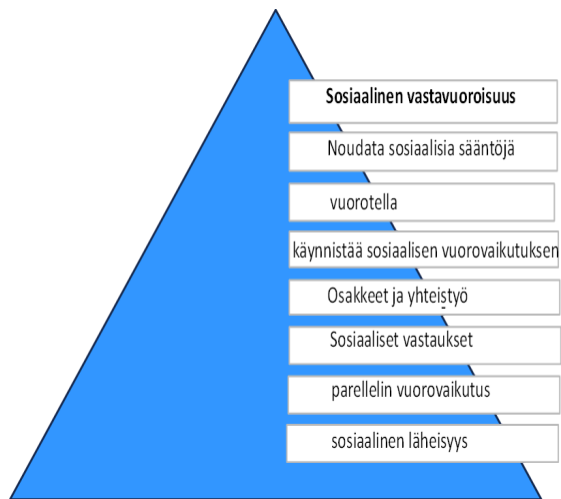 Sosiaalinen vastavuoroisuus
Noudata sosiaalisia sääntöjä
vuorotella
käynnistää sosiaalisen vuorovaikutuksen
Osakkeet ja yhteistyö
Sosiaaliset vastaukset
parellelin vuorovaikutus
sosiaalinen läheisyys